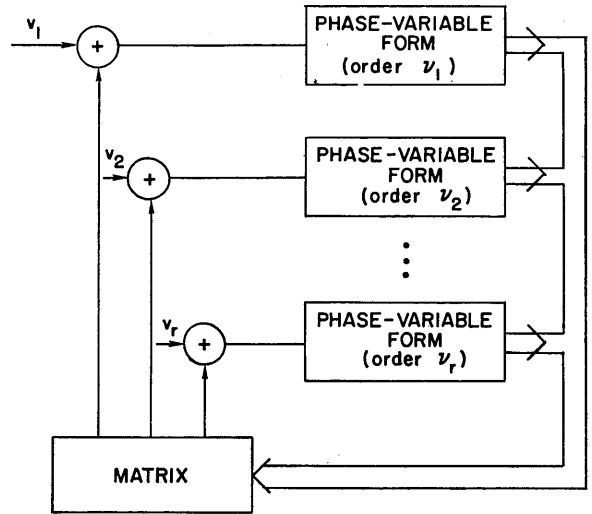 v₁
+
PHASE-VARIABLE
FORM
(order ν₁)
v₂
+
PHASE-VARIABLE
FORM
(order ν₂)
vᵣ
+
PHASE-VARIABLE
FORM
(order νᵣ)
MATRIX